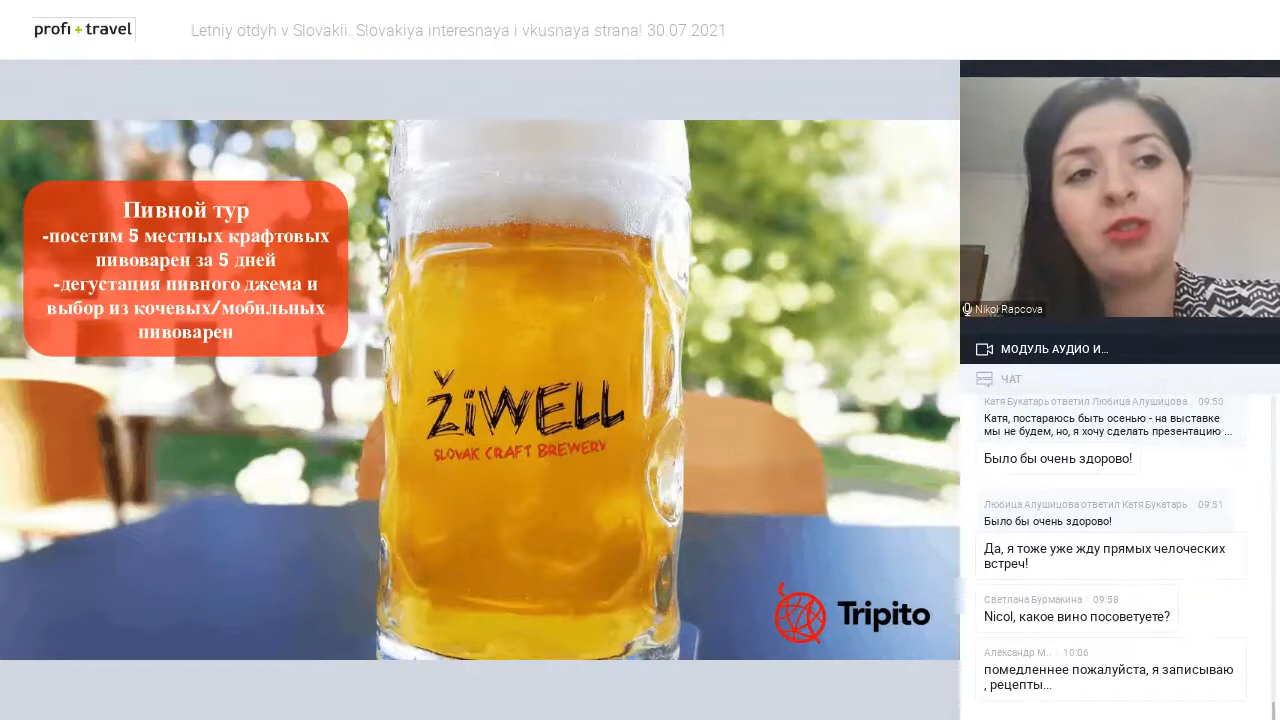 profi + travel
Letniy otdyh v Slovakii. Slovakiya interesnaya i vkusnaya strana! 30.07.2021
Пивной тур
-посетим 5 местных крафтовых
пивоварен за 5 дней
-дегустация пивного джема и
выбор из кочевых/мобильных
пивоварен
ŽiWELL
SLOVAK CRAFT BREWERY
Tripito
Nikol Rapcova
МОДУЛЬ АУДИО И…
ЧАТ
Катя Букатарь ответил Любица Алушицова 09:50
Катя, постараюсь быть осенью - на выставке
мы не будем, но, я хочу сделать презентацию ...
Было бы очень здорово!
Любица Алушицова ответил Катя Букатарь 09:51
Было бы очень здорово!
Да, я тоже уже жду прямых челоческих
встреч!
Светлана Бурмакина 09:58
Nicol, какое вино посоветуете?
Александр М.. 10:06
помедленнее пожалуйста, я записываю
, рецепты...